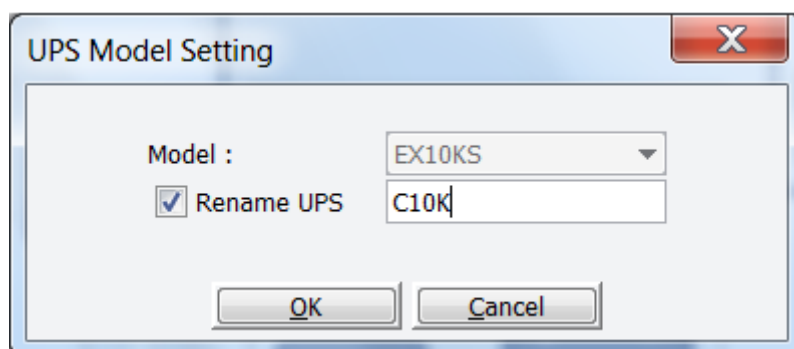 UPS Model Setting
Model : EX10KS
Rename UPS C10K
OK Cancel